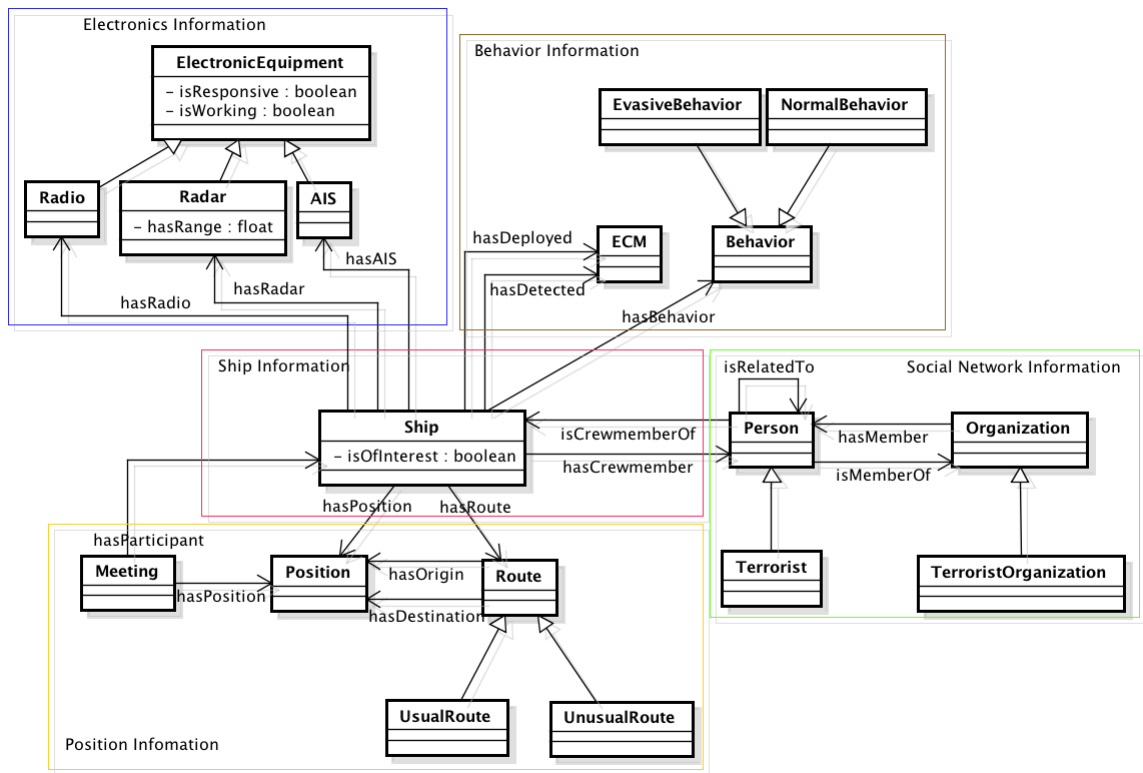 Electronics Information
ElectronicEquipment
- isResponsive : boolean
- isWorking : boolean
Radio
Radar
- hasRange : float
AIS
hasAIS
hasRadar
hasRadio
Behavior Information
EvasiveBehavior
NormalBehavior
hasDeployed
ECM
Behavior
hasDetected
hasBehavior
Ship Information
Ship
- isOfInterest : boolean
isCrewmemberOf
hasCrewmember
hasPosition
hasRoute
isRelatedTo
Social Network Information
Person
hasMember
Organization
isMemberOf
Terrorist
TerroristOrganization
hasParticipant
Meeting
Position
hasOrigin
Route
hasPosition
hasDestination
UsualRoute
UnusualRoute
Position Infomation